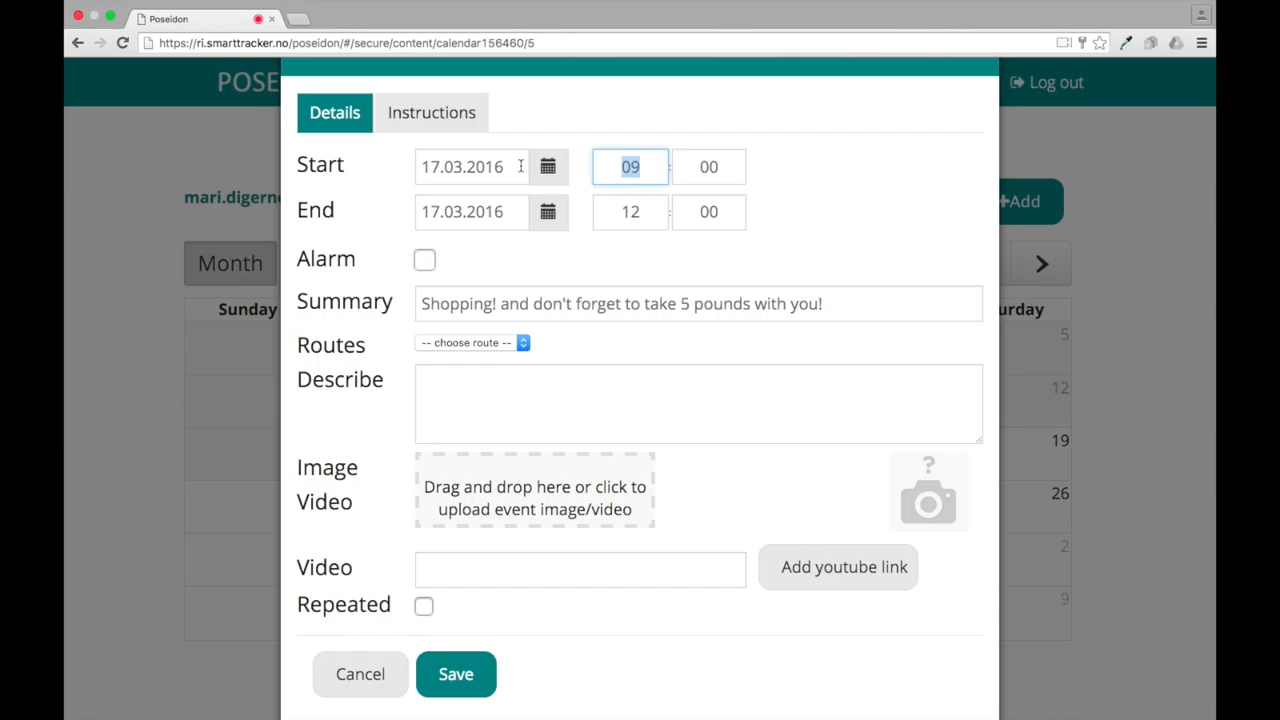 Poseidon
https://ri.smarttracker.no/poseidon/#/secure/content/calendar156460/5
POSE
Log out
Details
Instructions
Start
17.03.2016
09 : 00
End
17.03.2016
12 : 00
mari.digerne
+Add
Alarm
Month
Summary
Shopping! and don't forget to take 5 pounds with you!
Sunday
urday
Routes
-- choose route --
5
Describe
12
19
Image
Video
Drag and drop here or click to
upload event image/video
?
26
Video
Add youtube link
2
Repeated
9
Cancel
Save